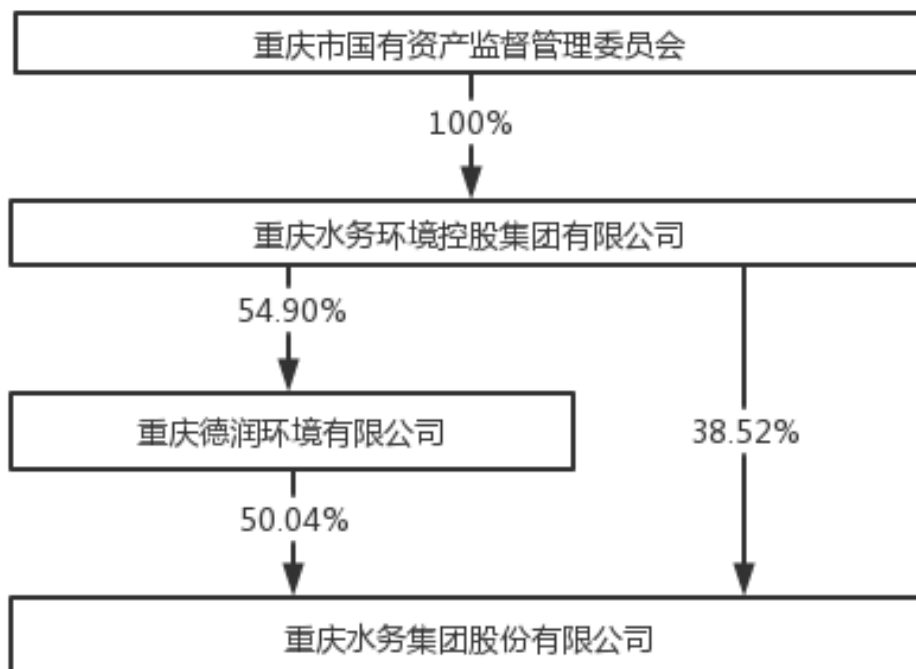 重庆市国有资产监督管理委员会
100%
重庆水务环境控股集团有限公司
54.90%
重庆德润环境有限公司
38.52%
50.04%
重庆水务集团股份有限公司